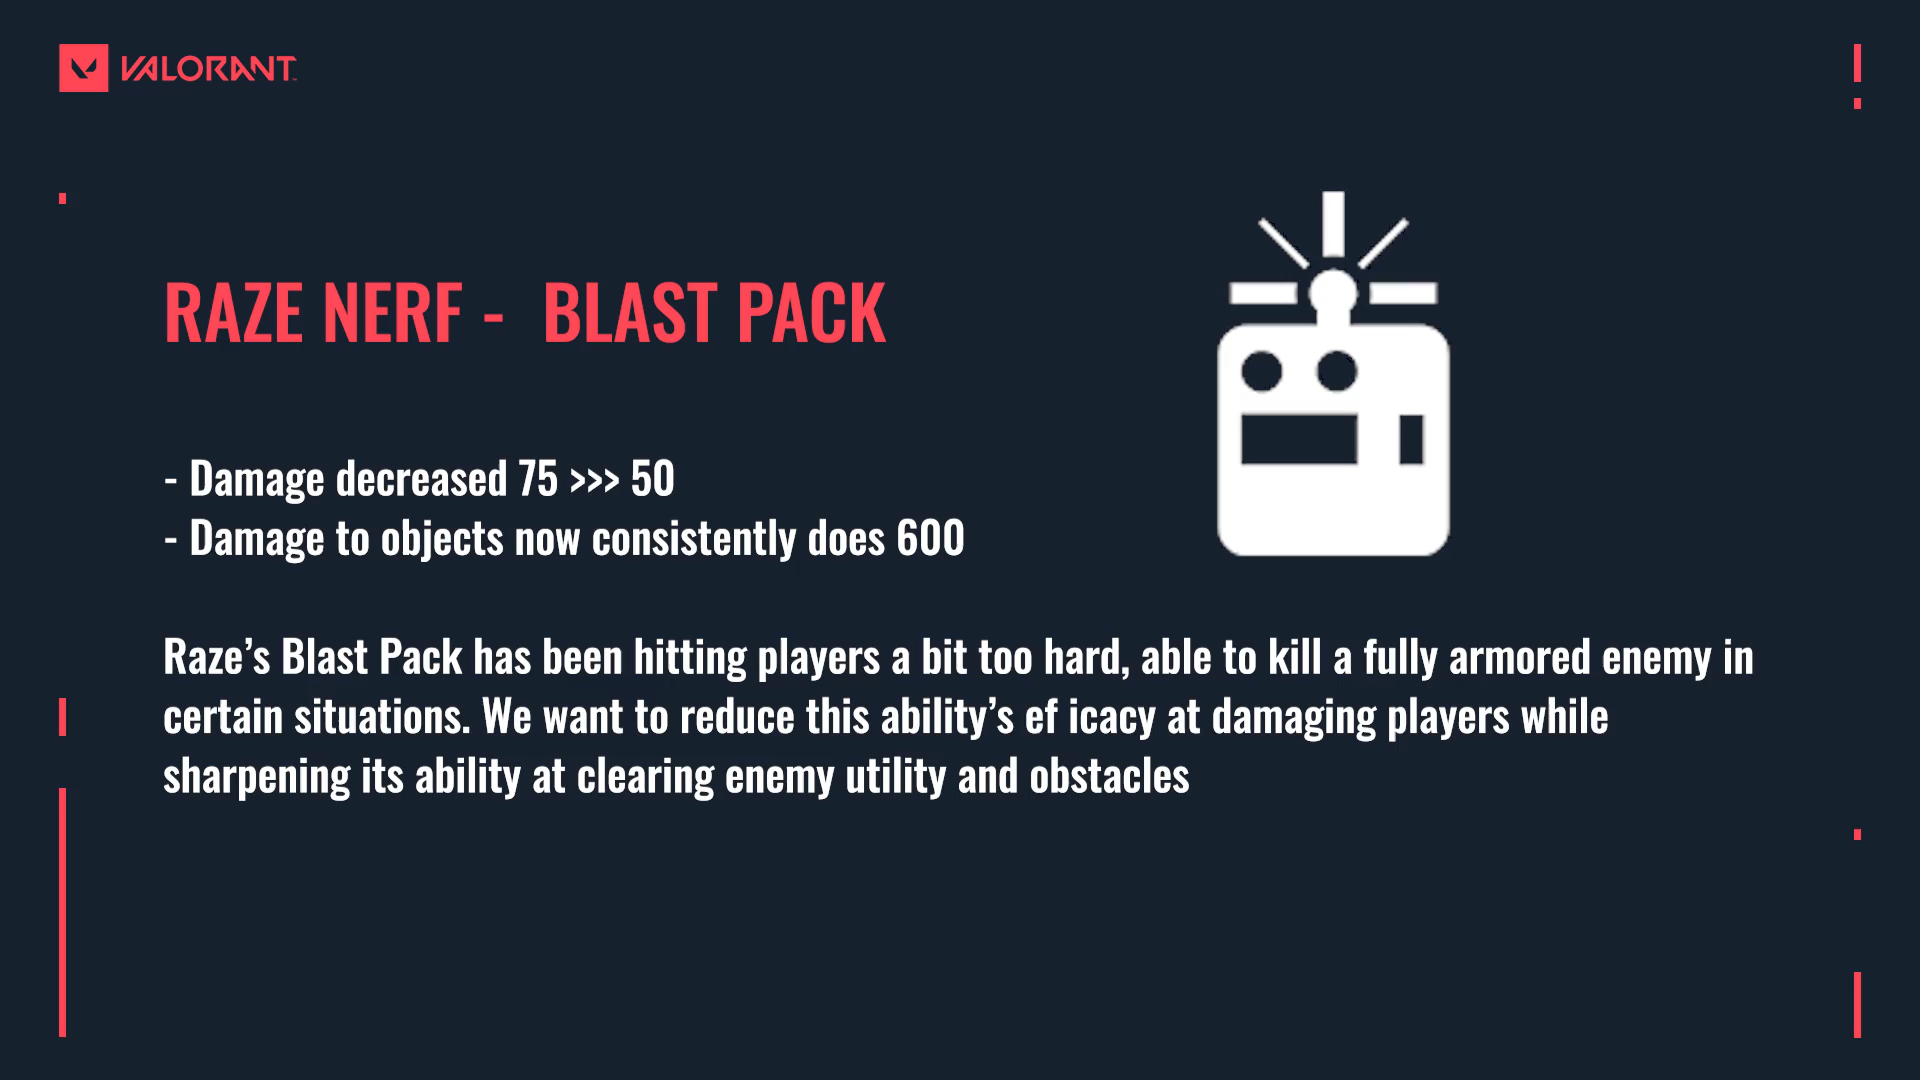 VALORANT
RAZE NERF -  BLAST PACK
- Damage decreased 75 >>> 50
- Damage to objects now consistently does 600
Raze’s Blast Pack has been hitting players a bit too hard, able to kill a fully armored enemy in
certain situations. We want to reduce this ability’s ef icacy at damaging players while
sharpening its ability at clearing enemy utility and obstacles